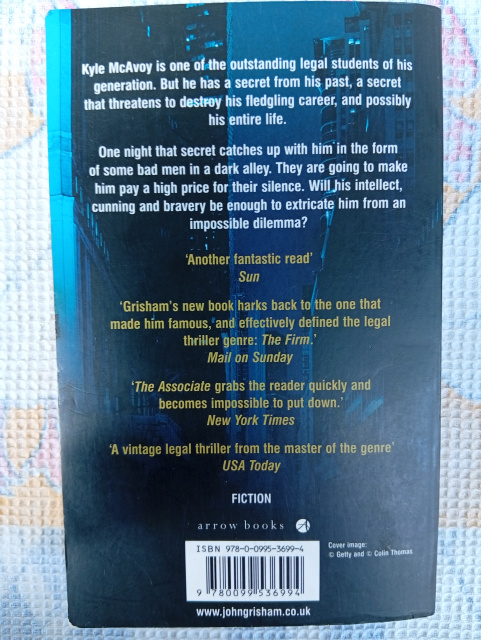 Kyle McAvoy is one of the outstanding legal students of his
generation. But he has a secret from his past, a secret
that threatens to destroy his fledgling career, and possibly
his entire life.
One night that secret catches up with him in the form
of some bad men in a dark alley. They are going to make
him pay a high price for their silence. Will his intellect,
cunning and bravery be enough to extricate him from an
impossible dilemma?
‘Another fantastic read’
Sun
‘Grisham's new book harks back to the one that
made him famous, and effectively defined the legal
thriller genre: The Firm.’
Mail on Sunday
‘The Associate grabs the reader quickly and
becomes impossible to put down.’
New York Times
‘A vintage legal thriller from the master of the genre’
USA Today
FICTION
arrow books
Cover image:
© Getty and © Colin Thomas
ISBN 978-0-0995-3699-4
9 780099 536994
www.johngrisham.co.uk